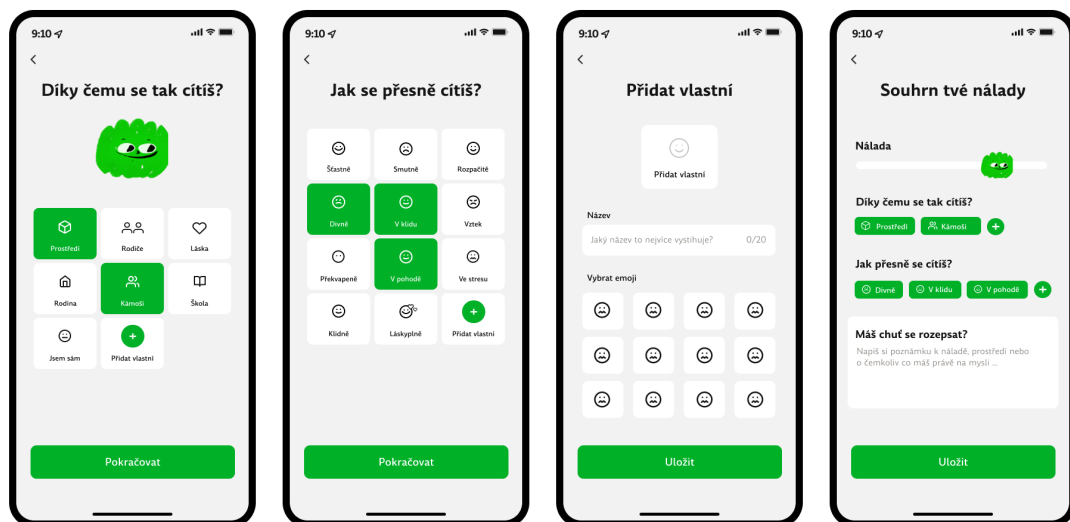 9:10
Díky čemu se tak cítíš?
Prostředí
Rodiče
Láska
Rodina
Kámoši
Škola
Jsem sám
Přidat vlastní
Pokračovat
9:10
Jak se přesně cítíš?
Šťastně
Smutně
Rozpačitě
Divně
V klidu
Vztek
Překvapeně
V pohodě
Ve stresu
Klidně
Láskyplně
Přidat vlastní
Pokračovat
9:10
Přidat vlastní
Přidat vlastní
Název
Jaký název to nejvíce vystihuje? 0/20
Vybrat emoji
Uložit
9:10
Souhrn tvé nálady
Nálada
Díky čemu se tak cítíš?
Prostředí Kámoši
Jak přesně se cítíš?
Divně V klidu V pohodě
Máš chuť se rozepsat?
Napiš si poznámku k náladě, prostředí nebo
o čemkoliv co máš právě na mysli ...
Uložit